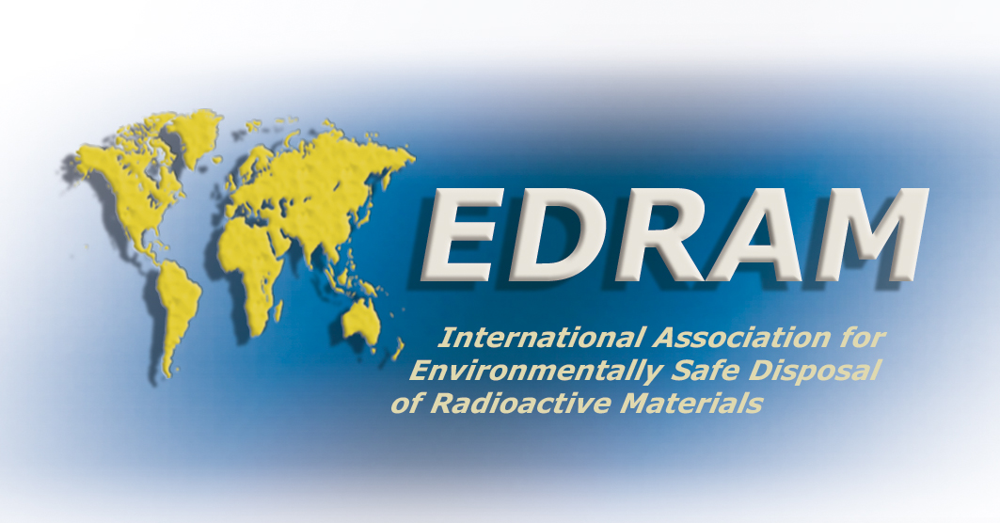 EDRAM
International Association for
Environmentally Safe Disposal
of Radioactive Materials